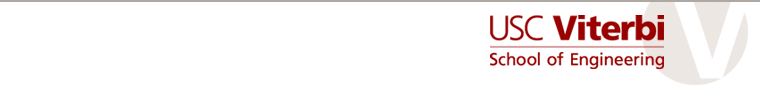 USC Viterbi
School of Engineering